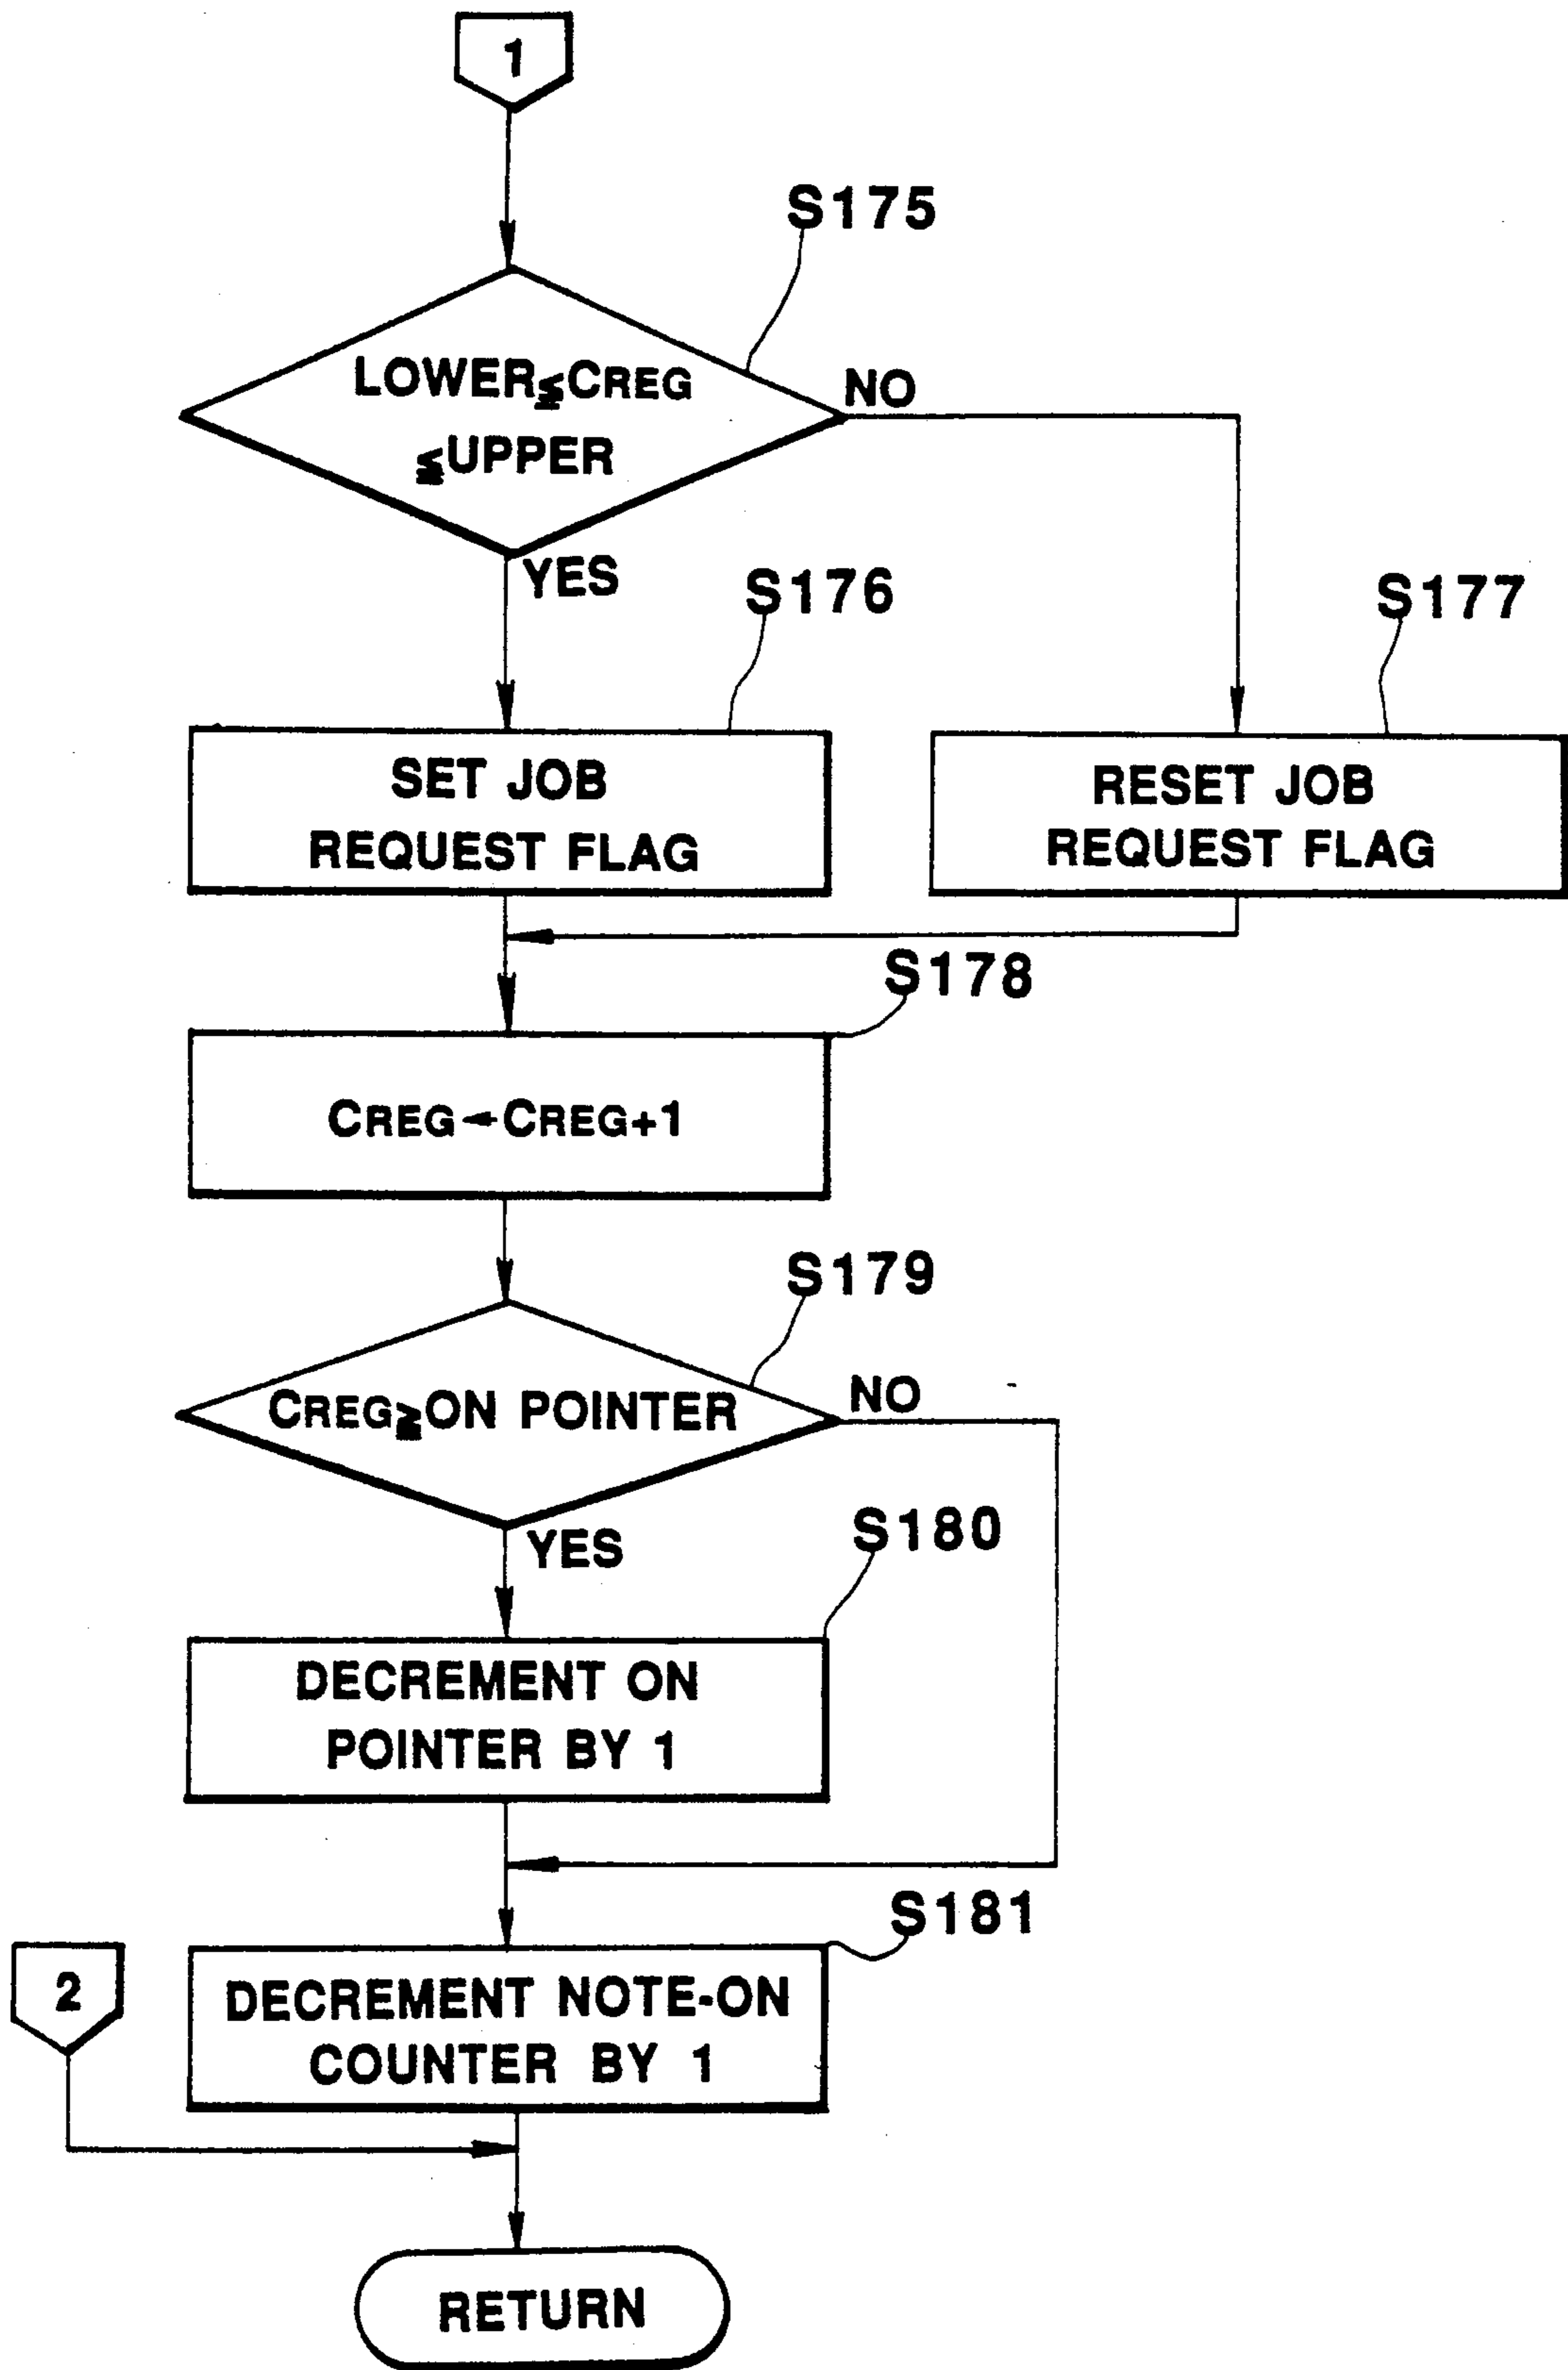 1
S175
LOWER≦CREG
≦UPPER
NO
YES
S176
S177
SET JOB
REQUEST FLAG
RESET JOB
REQUEST FLAG
S178
CREG←CREG+1
S179
CREG≧ON POINTER
NO
YES
S180
DECREMENT ON
POINTER BY 1
S181
2
DECREMENT NOTE-ON
COUNTER BY 1
RETURN